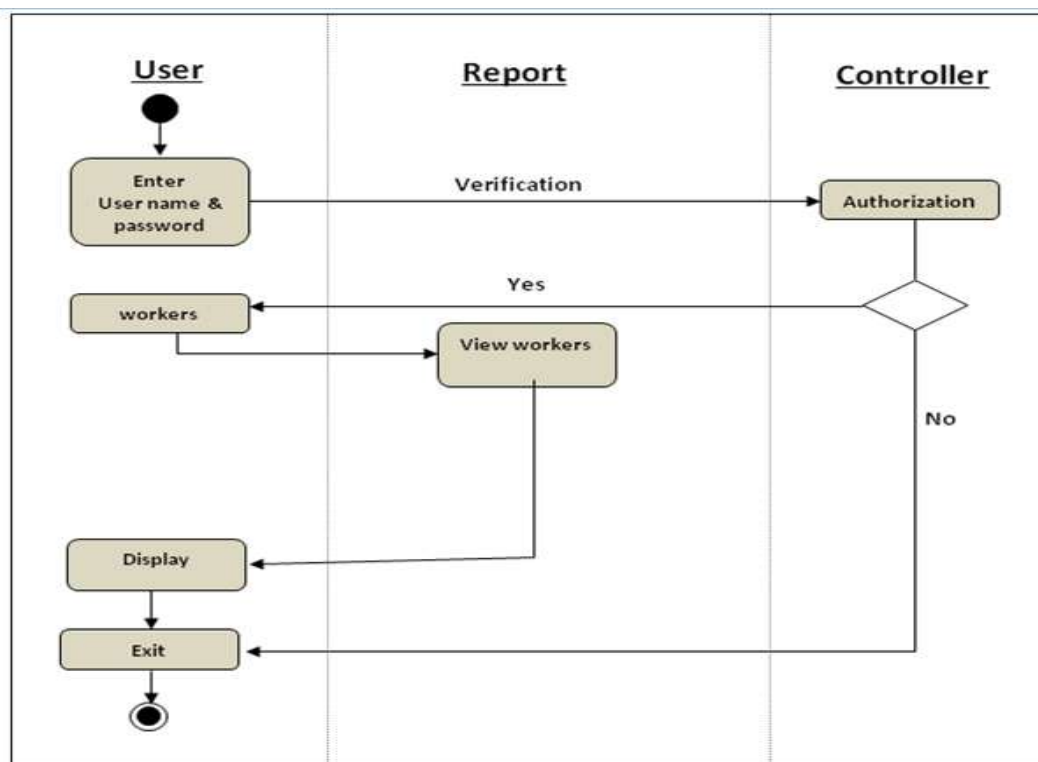 User
Report
Controller
Enter
User name &
password
Verification
Authorization
Yes
workers
View workers
No
Display
Exit